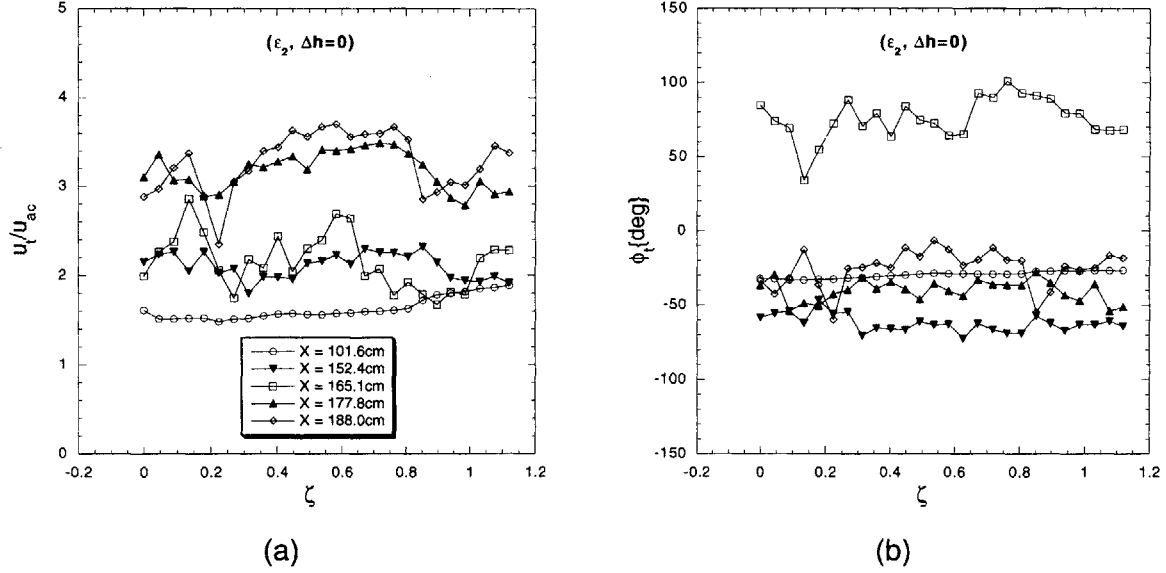 5
4
3
2
1
0
u_t/u_ac
(ε₂, Δh=0)
X = 101.6cm
X = 152.4cm
X = 165.1cm
X = 177.8cm
X = 188.0cm
-0.2 0 0.2 0.4 0.6 0.8 1 1.2
ζ
(a)
150
100
50
0
-50
-100
-150
ϕ_t{deg}
(ε₂, Δh=0)
-0.2 0 0.2 0.4 0.6 0.8 1 1.2
ζ
(b)